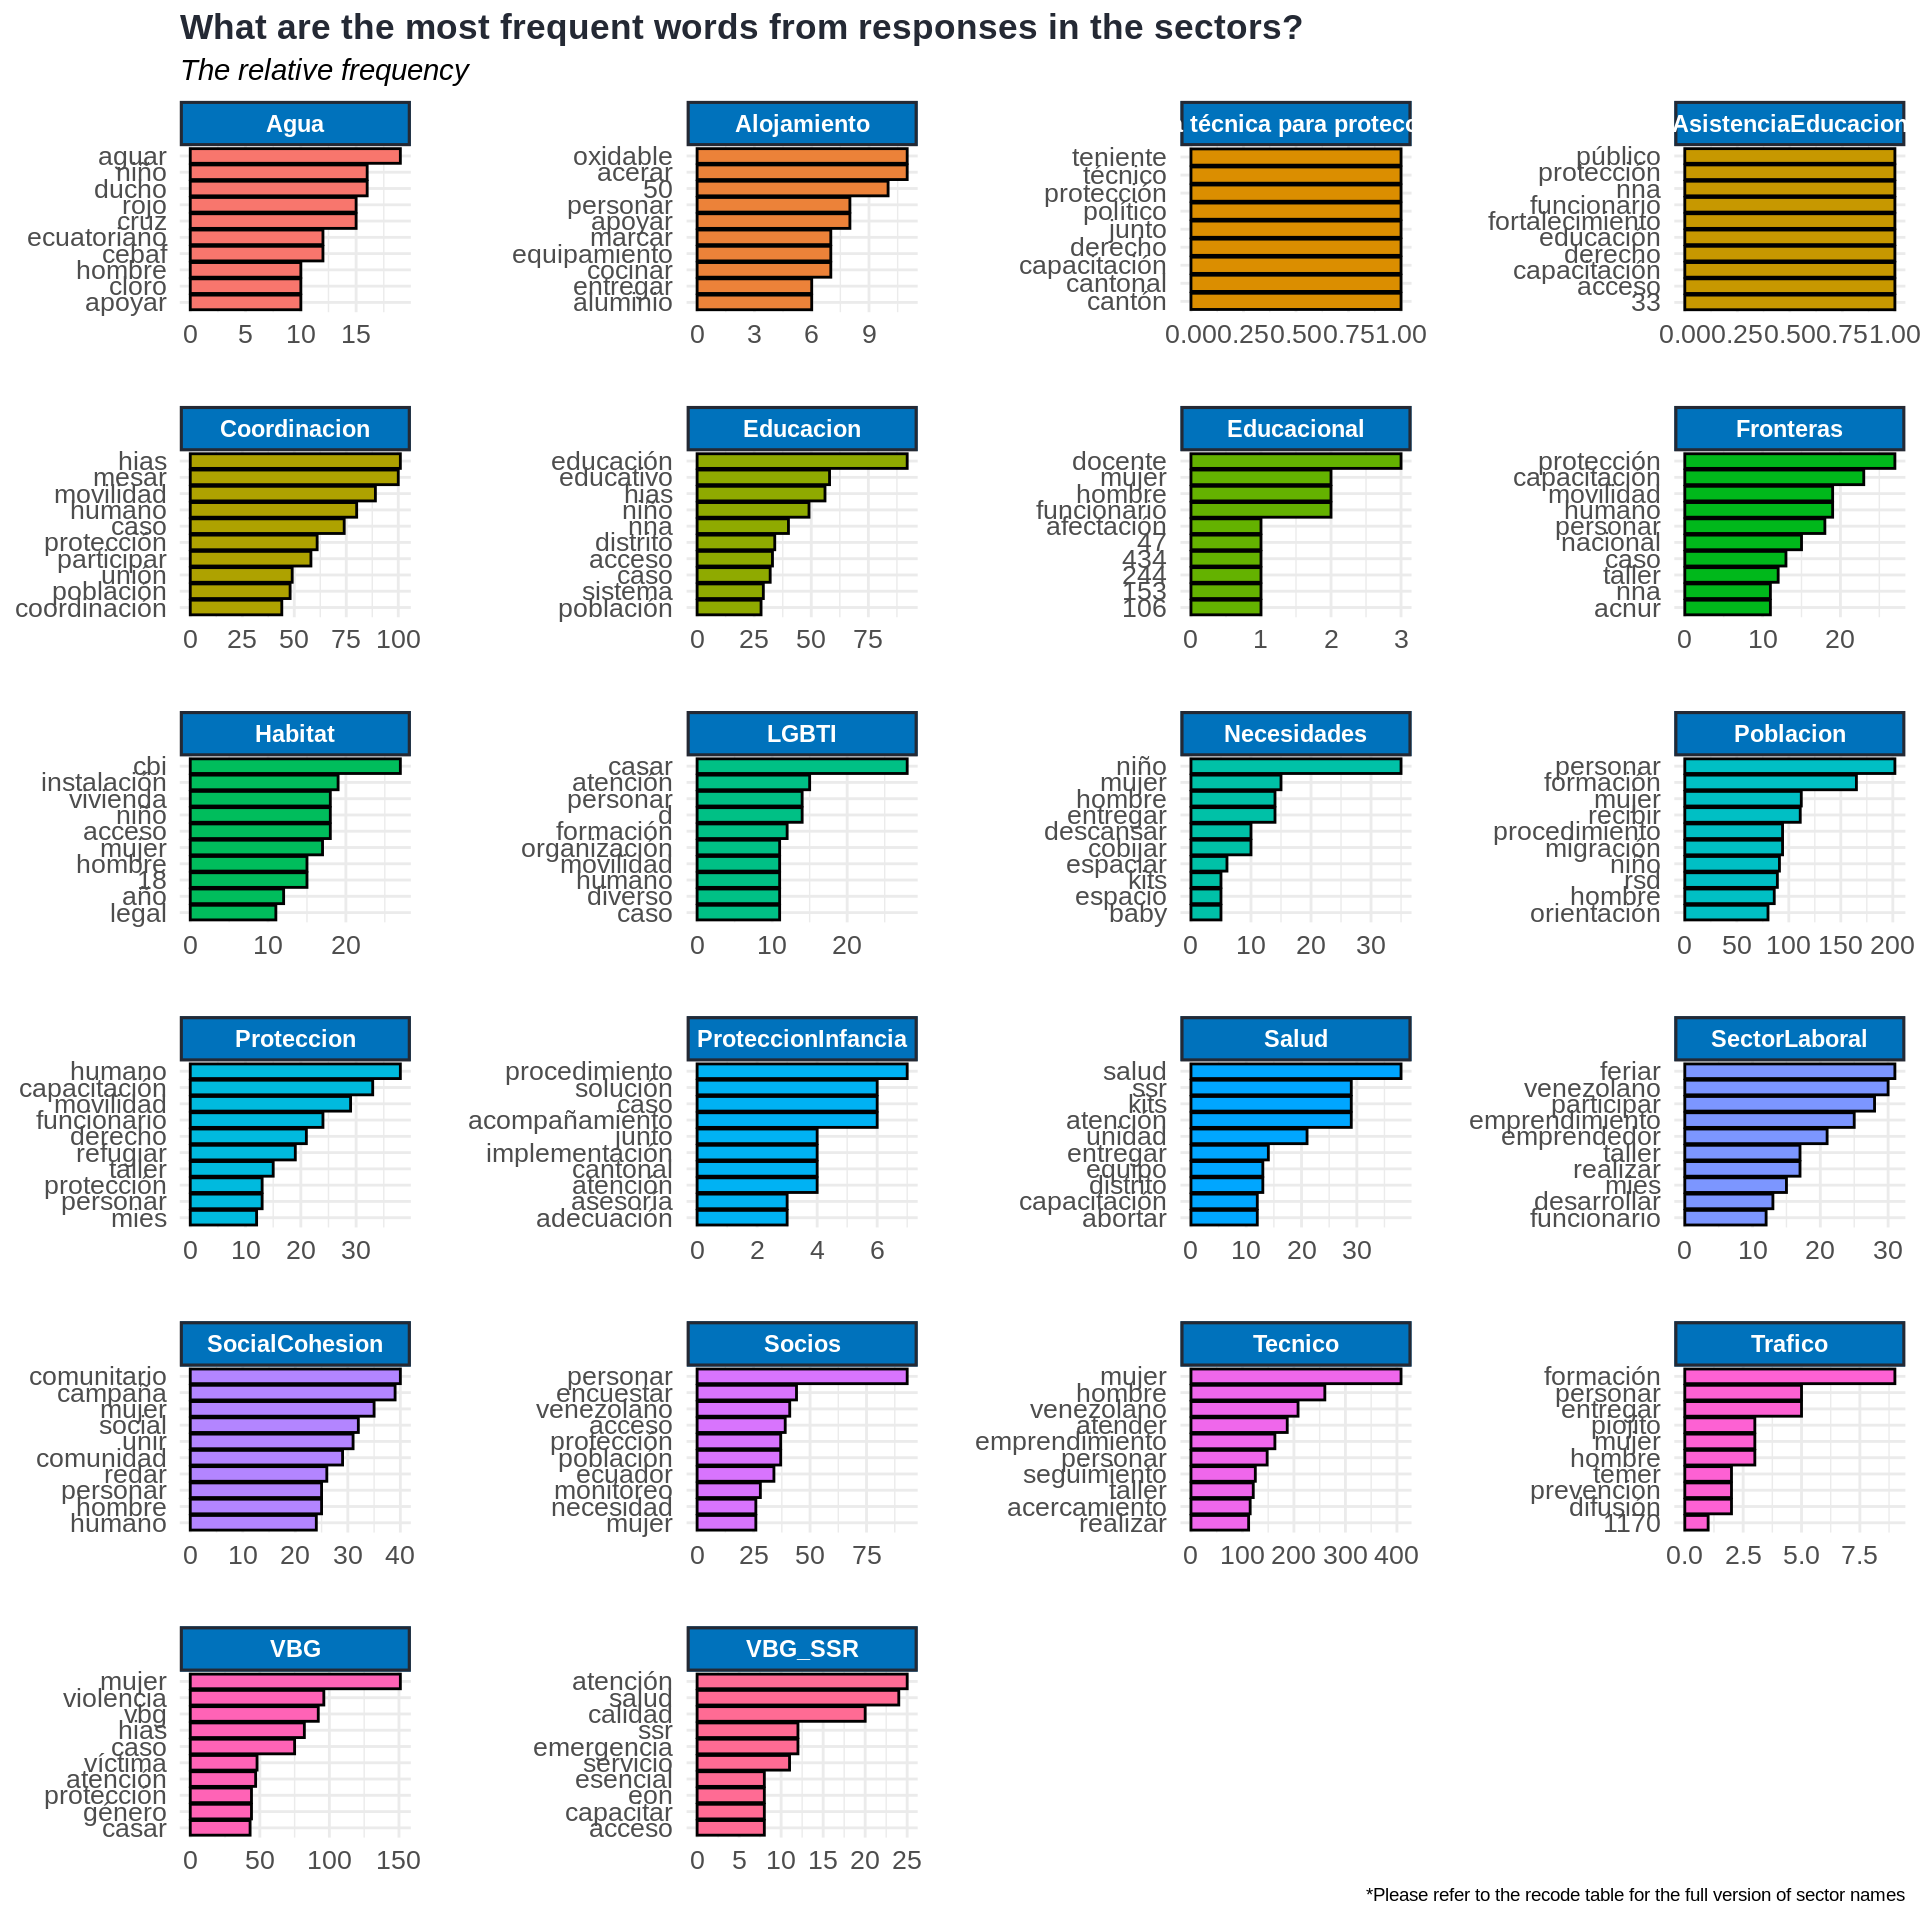 What are the most frequent words from responses in the sectors?
The relative frequency
Agua
aguar
niño
ducho
rojo
cruz
ecuatoriano
cebaf
hombre
cloro
apoyar
0 5 10 15
Alojamiento
oxidable
acerar
50
personar
apoyar
marcar
equipamiento
cocinar
entregar
aluminio
0 3 6 9
técnica para protecc
teniente
técnico
protección
político
junto
derecho
capacitación
cantonal
cantón
0.00 0.25 0.50 0.75 1.00
AsistenciaEducacion
público
protección
nna
funcionario
fortalecimiento
educación
derecho
capacitación
acceso
33
0.00 0.25 0.50 0.75 1.00
Coordinacion
hias
mesar
movilidad
humano
caso
protección
participar
unión
población
coordinación
0 25 50 75 100
Educacion
educación
educativo
hias
niño
nna
distrito
acceso
caso
sistema
población
0 25 50 75
Educacional
docente
mujer
hombre
funcionario
afectación
47
434
244
153
106
0 1 2 3
Fronteras
protección
capacitación
movilidad
humano
personar
nacional
caso
taller
nna
acnur
0 10 20
Habitat
cbi
instalación
vivienda
niño
acceso
mujer
hombre
18
año
legal
0 10 20
LGBTI
casar
atención
personar
d
formación
organización
movilidad
humano
diverso
caso
0 10 20
Necesidades
niño
mujer
hombre
entregar
descansar
cobijar
espaciar
kits
espacio
baby
0 10 20 30
Poblacion
personar
formación
mujer
recibir
procedimiento
migración
niño
rsd
hombre
orientación
0 50 100 150 200
Proteccion
humano
capacitación
movilidad
funcionario
derecho
refugiar
taller
protección
personar
mies
0 10 20 30
ProteccionInfancia
procedimiento
solución
caso
acompañamiento
junto
implementación
cantonal
atención
asesoría
adecuación
0 2 4 6
Salud
salud
ssr
kits
atención
unidad
entregar
equipo
distrito
capacitación
abortar
0 10 20 30
SectorLaboral
feriar
venezolano
participar
emprendimiento
emprendedor
taller
realizar
mies
desarrollar
funcionario
0 10 20 30
SocialCohesion
comunitario
campaña
mujer
social
unir
comunidad
redar
personar
hombre
humano
0 10 20 30 40
Socios
personar
encuestar
venezolano
acceso
protección
población
ecuador
monitoreo
necesidad
mujer
0 25 50 75
Tecnico
mujer
hombre
venezolano
atender
emprendimiento
personar
seguimiento
taller
acercamiento
realizar
0 100 200 300 400
Trafico
formación
personar
entregar
piojito
mujer
hombre
temer
prevención
difusión
1170
0.0 2.5 5.0 7.5
VBG
mujer
violencia
vbg
hias
caso
víctima
atención
protección
género
casar
0 50 100 150
VBG_SSR
atención
salud
calidad
ssr
emergencia
servicio
esencial
eon
capacitar
acceso
0 5 10 15 20 25
*Please refer to the recode table for the full version of sector names